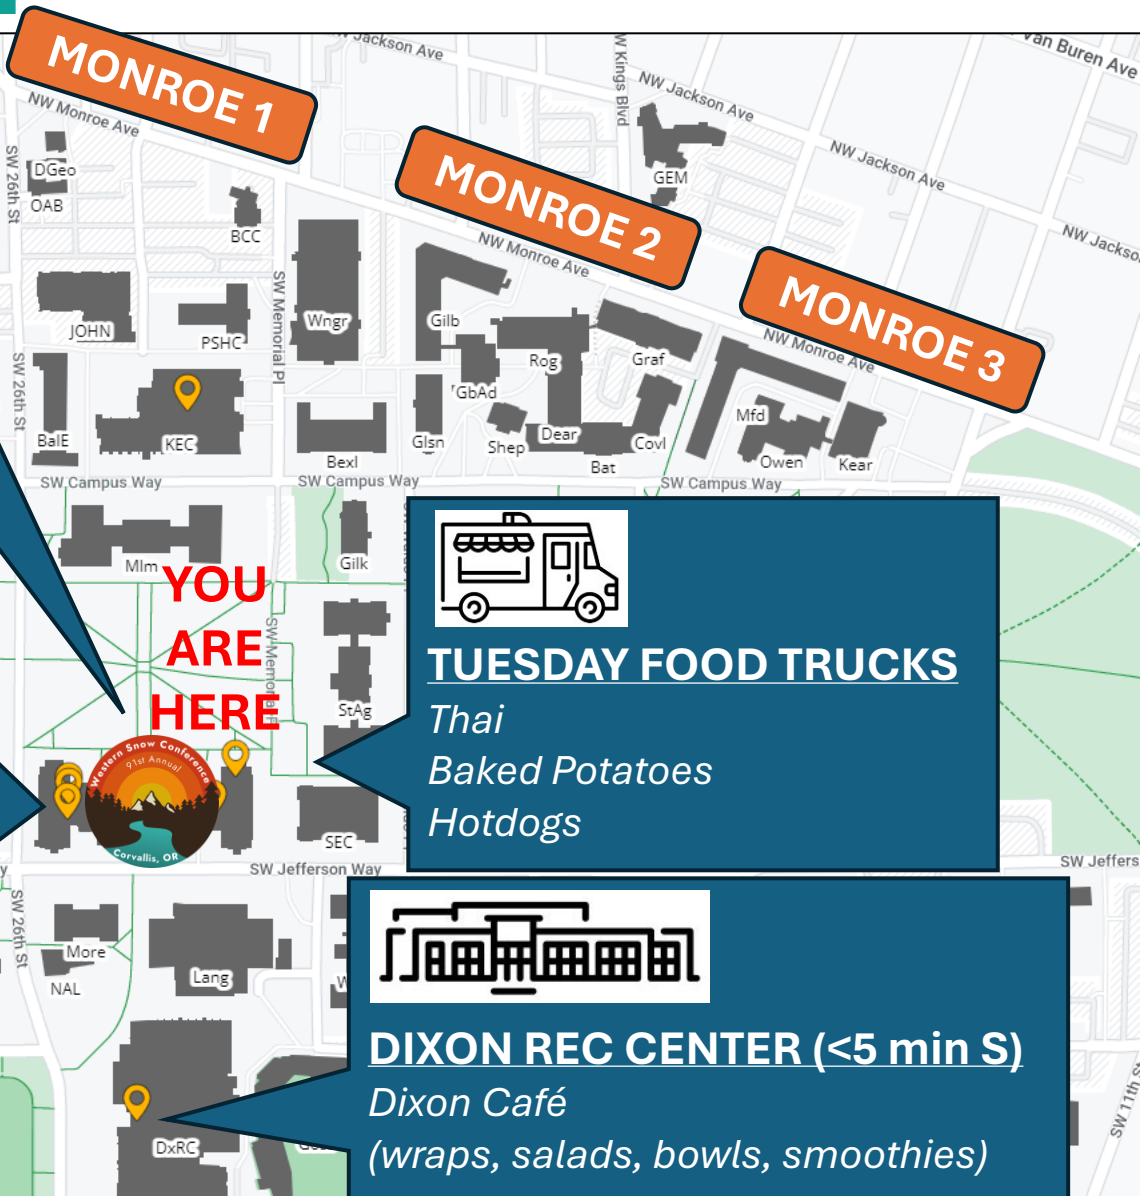 MONROE 1
Jackson Ave
W Kings Blvd
Van Buren Ave
NW Monroe Ave
NW Jackson Ave
SW 26th St
DGeo
OAB
MONROE 2
GEM
NW Jackson Ave
BCC
NW Jackso
NW Monroe Ave
MONROE 3
SW Memorial Pl
JOHN
PSHC
Wngr
Gilb
Rog
Graf
NW Monroe Ave
SW 26th St
GbAd
Mfd
BalE
KEC
Bexl
Glsn
Shep
Dear
Bat
Covl
Owen
Kear
SW Campus Way
SW Campus Way
SW Campus Way
Mlm
Gilk
YOU
ARE
HERE
SW Memorial P
StAg
TUESDAY FOOD TRUCKS
Thai
Baked Potatoes
Hotdogs
Western Snow Conference
91st Annual
Corvallis, OR
SEC
SW Jefferson Way
SW Jeffers
y
SW 26th St
More
NAL
Lang
W
DIXON REC CENTER (<5 min S)
Dixon Café
(wraps, salads, bowls, smoothies)
DxRC
SW 11th St